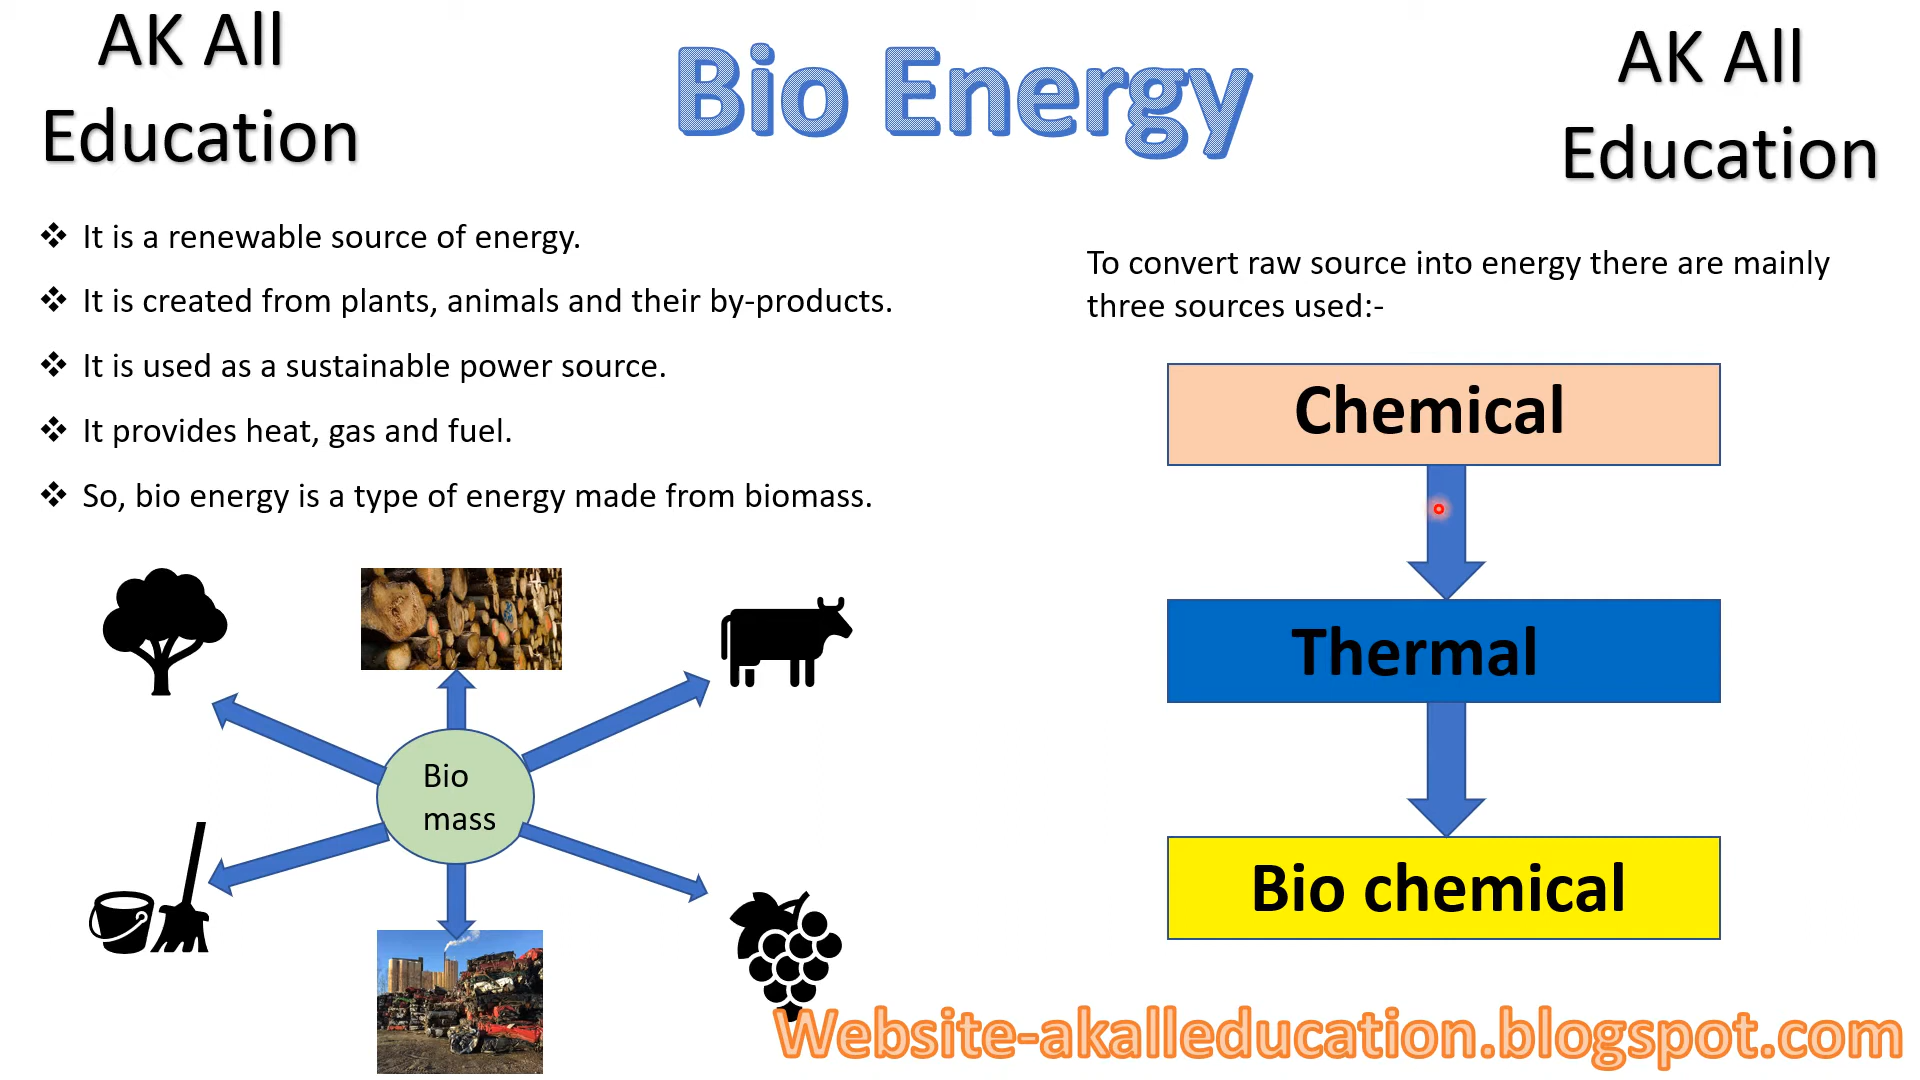 AK All
Education
Bio Energy
AK All
Education
❖ It is a renewable source of energy.
❖ It is created from plants, animals and their by-products.
❖ It is used as a sustainable power source.
❖ It provides heat, gas and fuel.
❖ So, bio energy is a type of energy made from biomass.
Bio
mass
To convert raw source into energy there are mainly
three sources used:-
Chemical
Thermal
Bio chemical
Website-akalleducation.blogspot.com